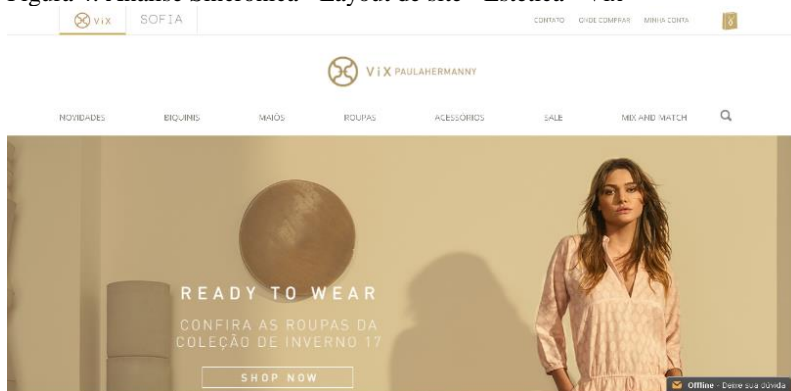 Figura 4: Análise Sincrônica - Layout de site - Estética - Vix
ViX SOFIA CONTATO ONDE COMPRAR MINHA CONTA
ViX PAULAHERMANNY
NOVIDADES BIQUINIS MAIÔS ROUPAS ACESSÓRIOS SALE MIX AND MATCH
READY TO WEAR
CONFIRA AS ROUPAS DA
COLEÇÃO DE INVERNO 17
SHOP NOW
Offline - Deixe sua dúvida